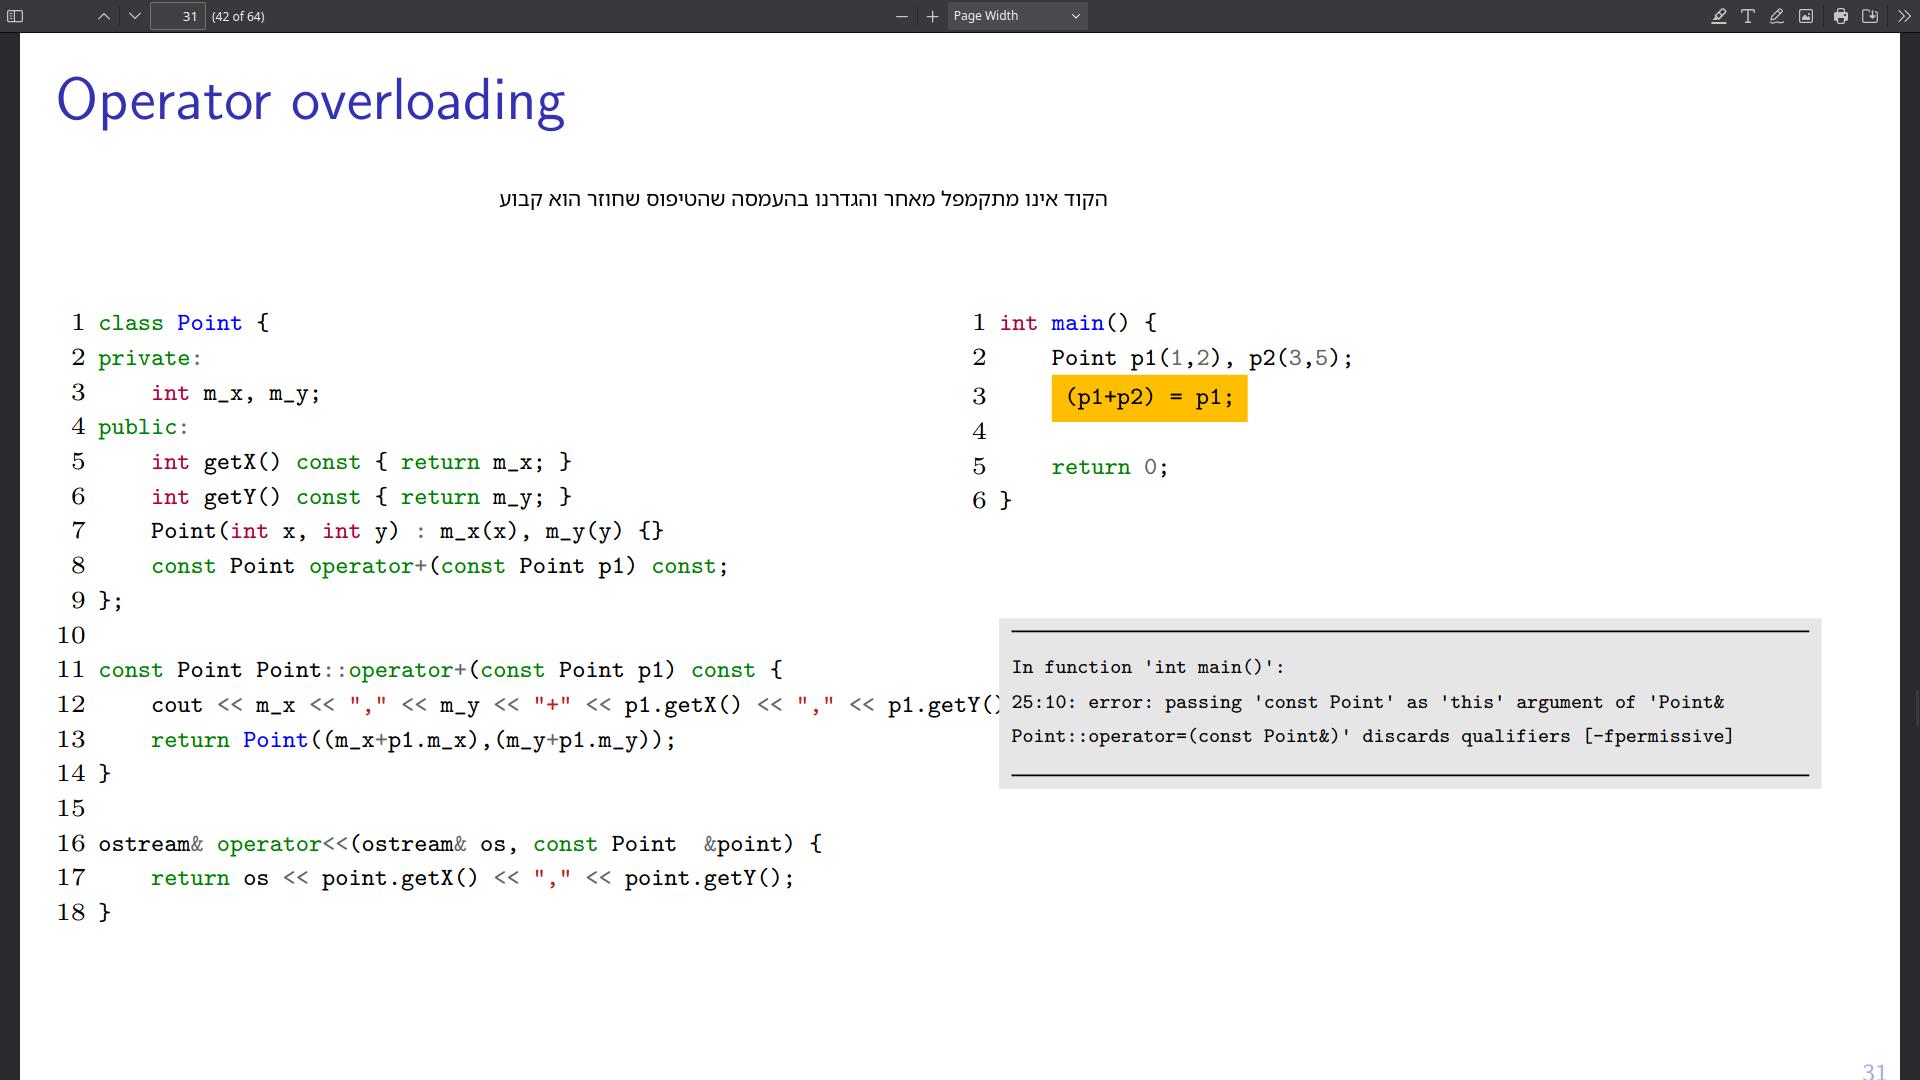 31 (42 of 64) Page Width
Operator overloading
הקוד אינו מתקמפל מאחר והגדרנו בהעמסה שהטיפוס שחוזר הוא קבוע
1 class Point {
2 private:
3     int m_x, m_y;
4 public:
5     int getX() const { return m_x; }
6     int getY() const { return m_y; }
7     Point(int x, int y) : m_x(x), m_y(y) {}
8     const Point operator+(const Point p1) const;
9 };
10
11 const Point Point::operator+(const Point p1) const {
12     cout << m_x << "," << m_y << "+" << p1.getX() << "," << p1.getY()
13     return Point((m_x+p1.m_x),(m_y+p1.m_y));
14 }
15
16 ostream& operator<<(ostream& os, const Point  &point) {
17     return os << point.getX() << "," << point.getY();
18 }
1 int main() {
2     Point p1(1,2), p2(3,5);
3     (p1+p2) = p1;
4
5     return 0;
6 }
In function 'int main()':
25:10: error: passing 'const Point' as 'this' argument of 'Point&
Point::operator=(const Point&)' discards qualifiers [-fpermissive]
31